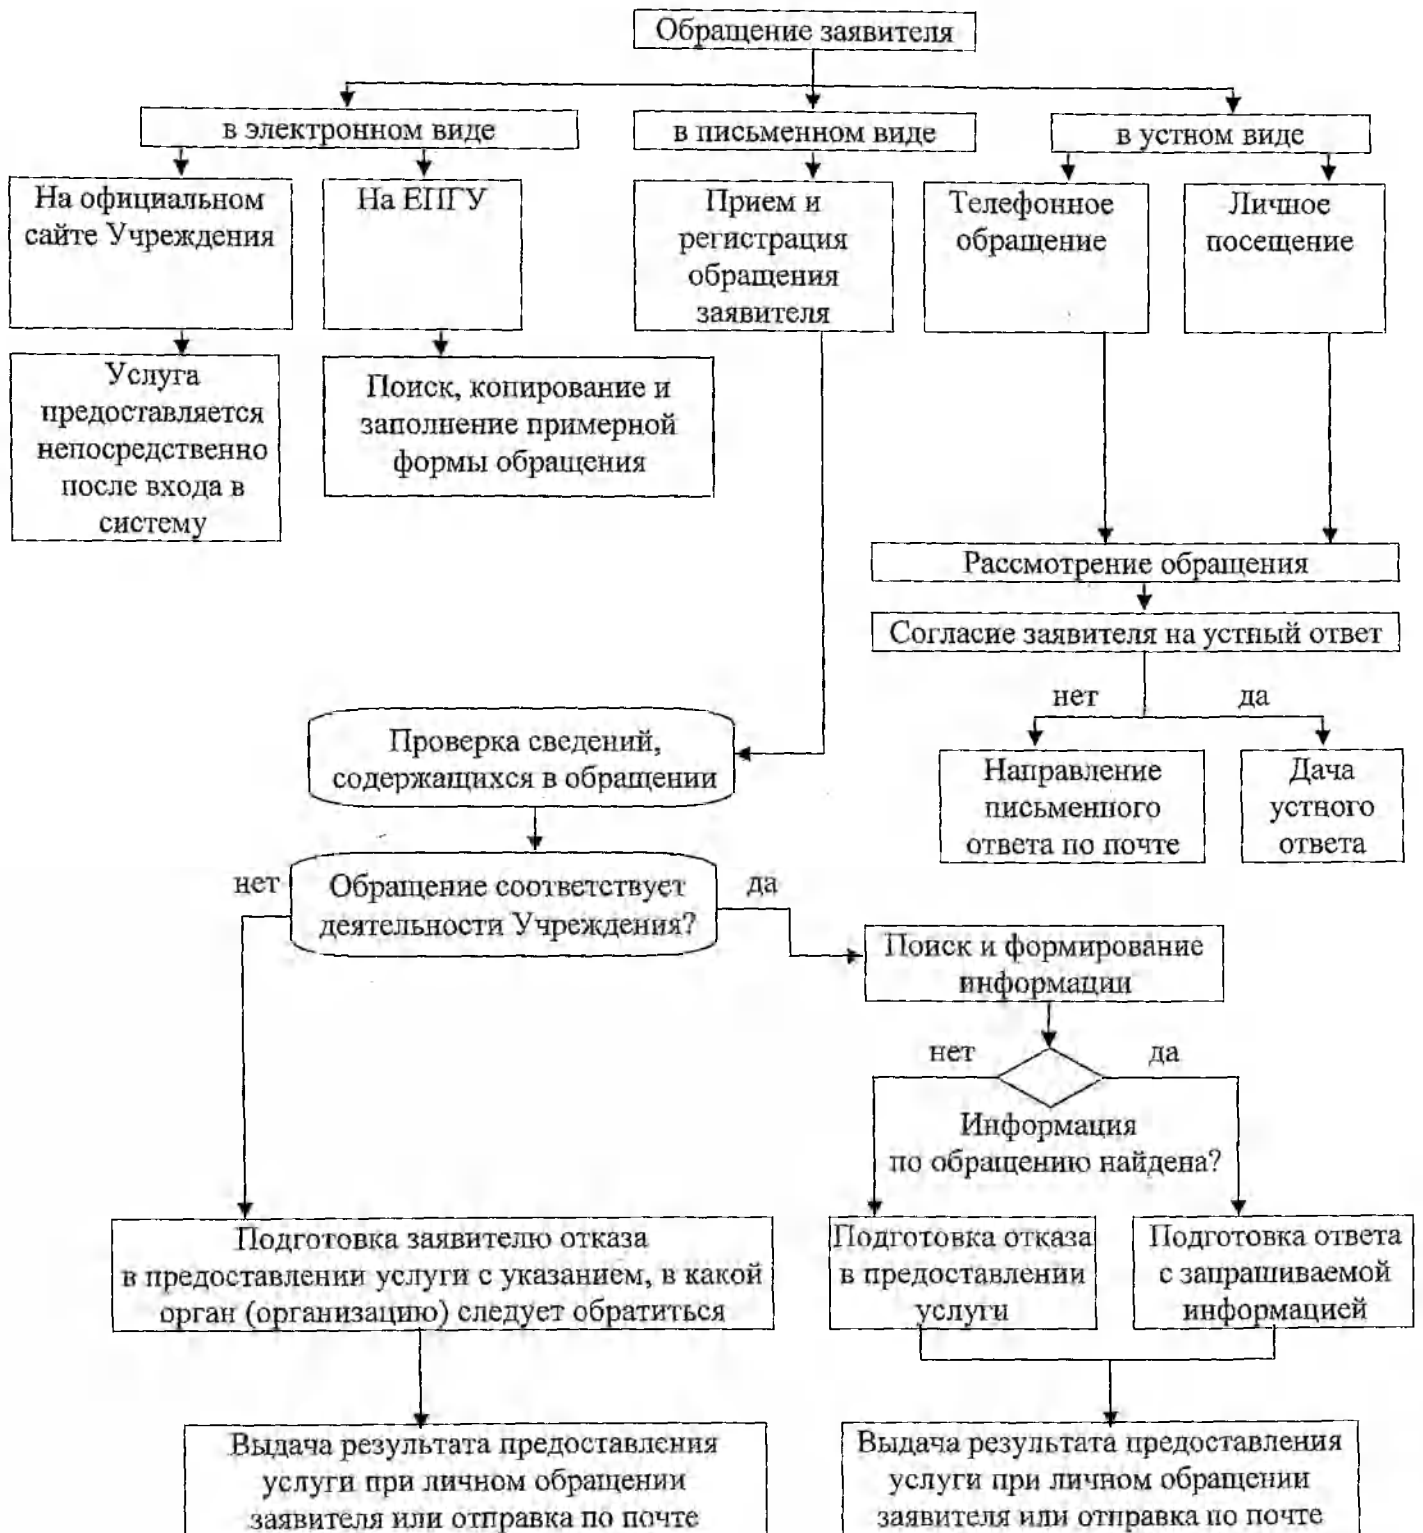 Обращение заявителя
в электронном виде
в письменном виде
в устном виде
На официальном
сайте Учреждения
На ЕПГУ
Прием и
регистрация
обращения
заявителя
Телефонное
обращение
Личное
посещение
Услуга
предоставляется
непосредственно
после входа в
систему
Поиск, копирование и
заполнение примерной
формы обращения
Рассмотрение обращения
Согласие заявителя на устный ответ
нет
да
Проверка сведений,
содержащихся в обращении
Направление
письменного
ответа по почте
Дача
устного
ответа
нет
Обращение соответствует
деятельности Учреждения?
да
Поиск и формирование
информации
нет
да
Информация
по обращению найдена?
Подготовка заявителю отказа
в предоставлении услуги с указанием, в какой
орган (организацию) следует обратиться
Подготовка отказа
в предоставлении
услуги
Подготовка ответа
с запрашиваемой
информацией
Выдача результата предоставления
услуги при личном обращении
заявителя или отправка по почте
Выдача результата предоставления
услуги при личном обращении
заявителя или отправка по почте